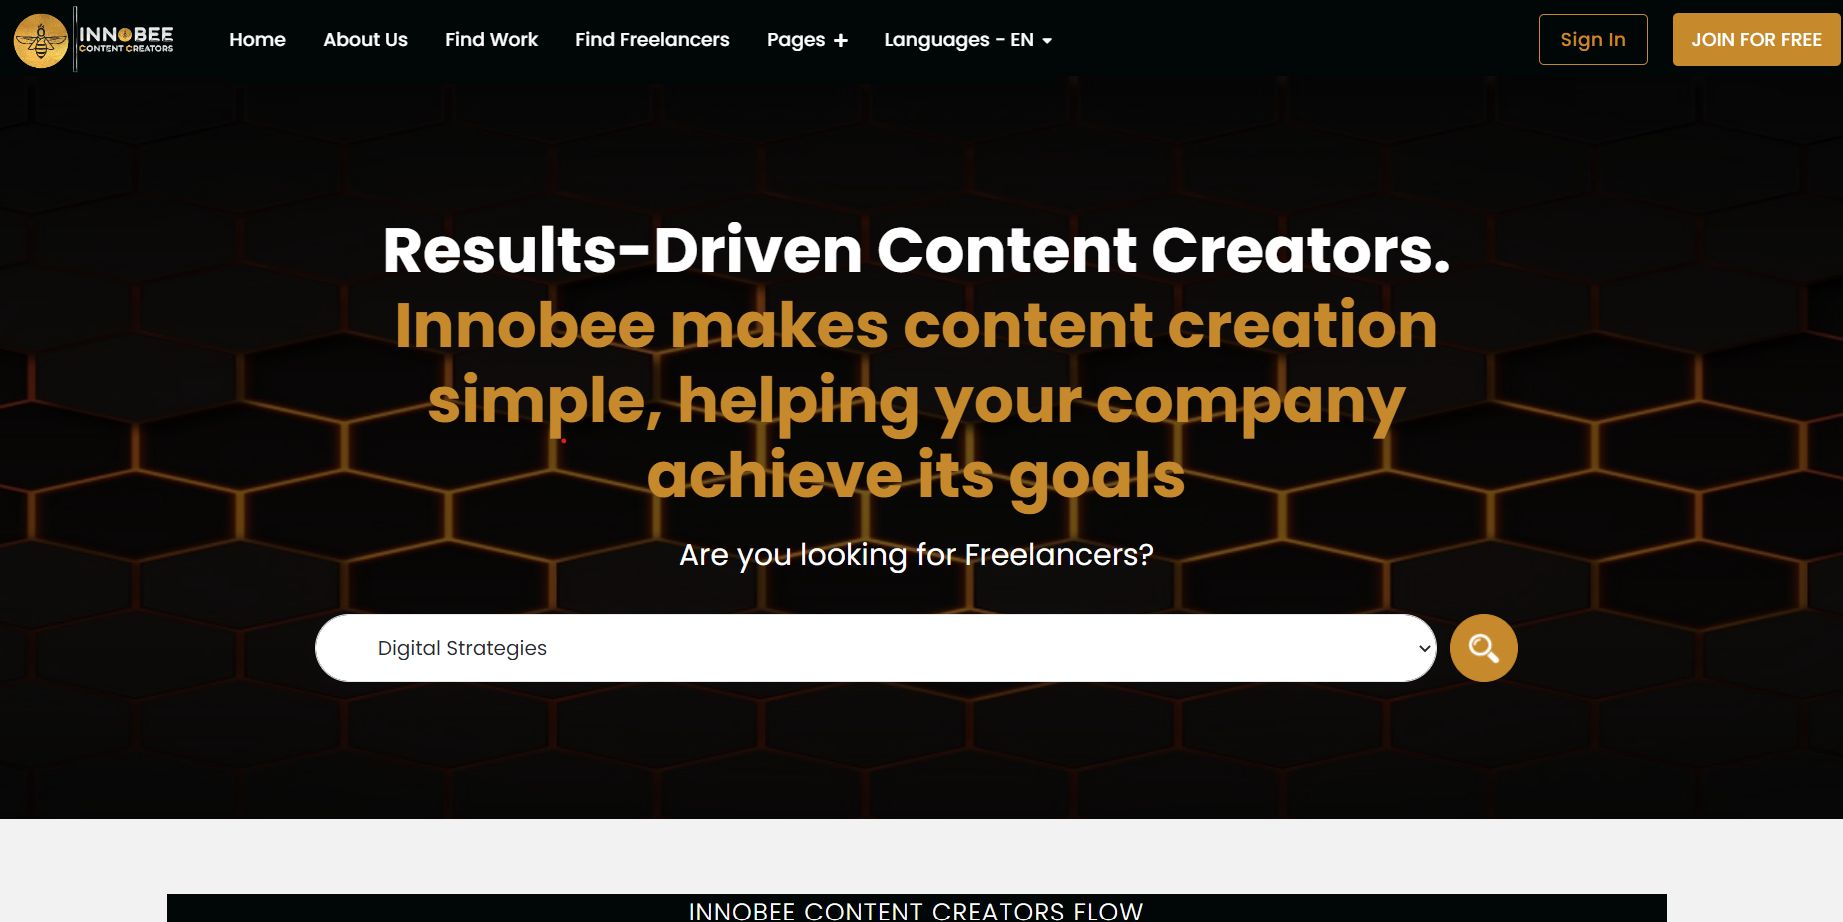 INNOBEE
CONTENT CREATORS
Home
About Us
Find Work
Find Freelancers
Pages +
Languages - EN
Sign In
JOIN FOR FREE
Results-Driven Content Creators.
Innobee makes content creation
simple, helping your company
achieve its goals
Are you looking for Freelancers?
Digital Strategies
INNOBEE CONTENT CREATORS FLOW